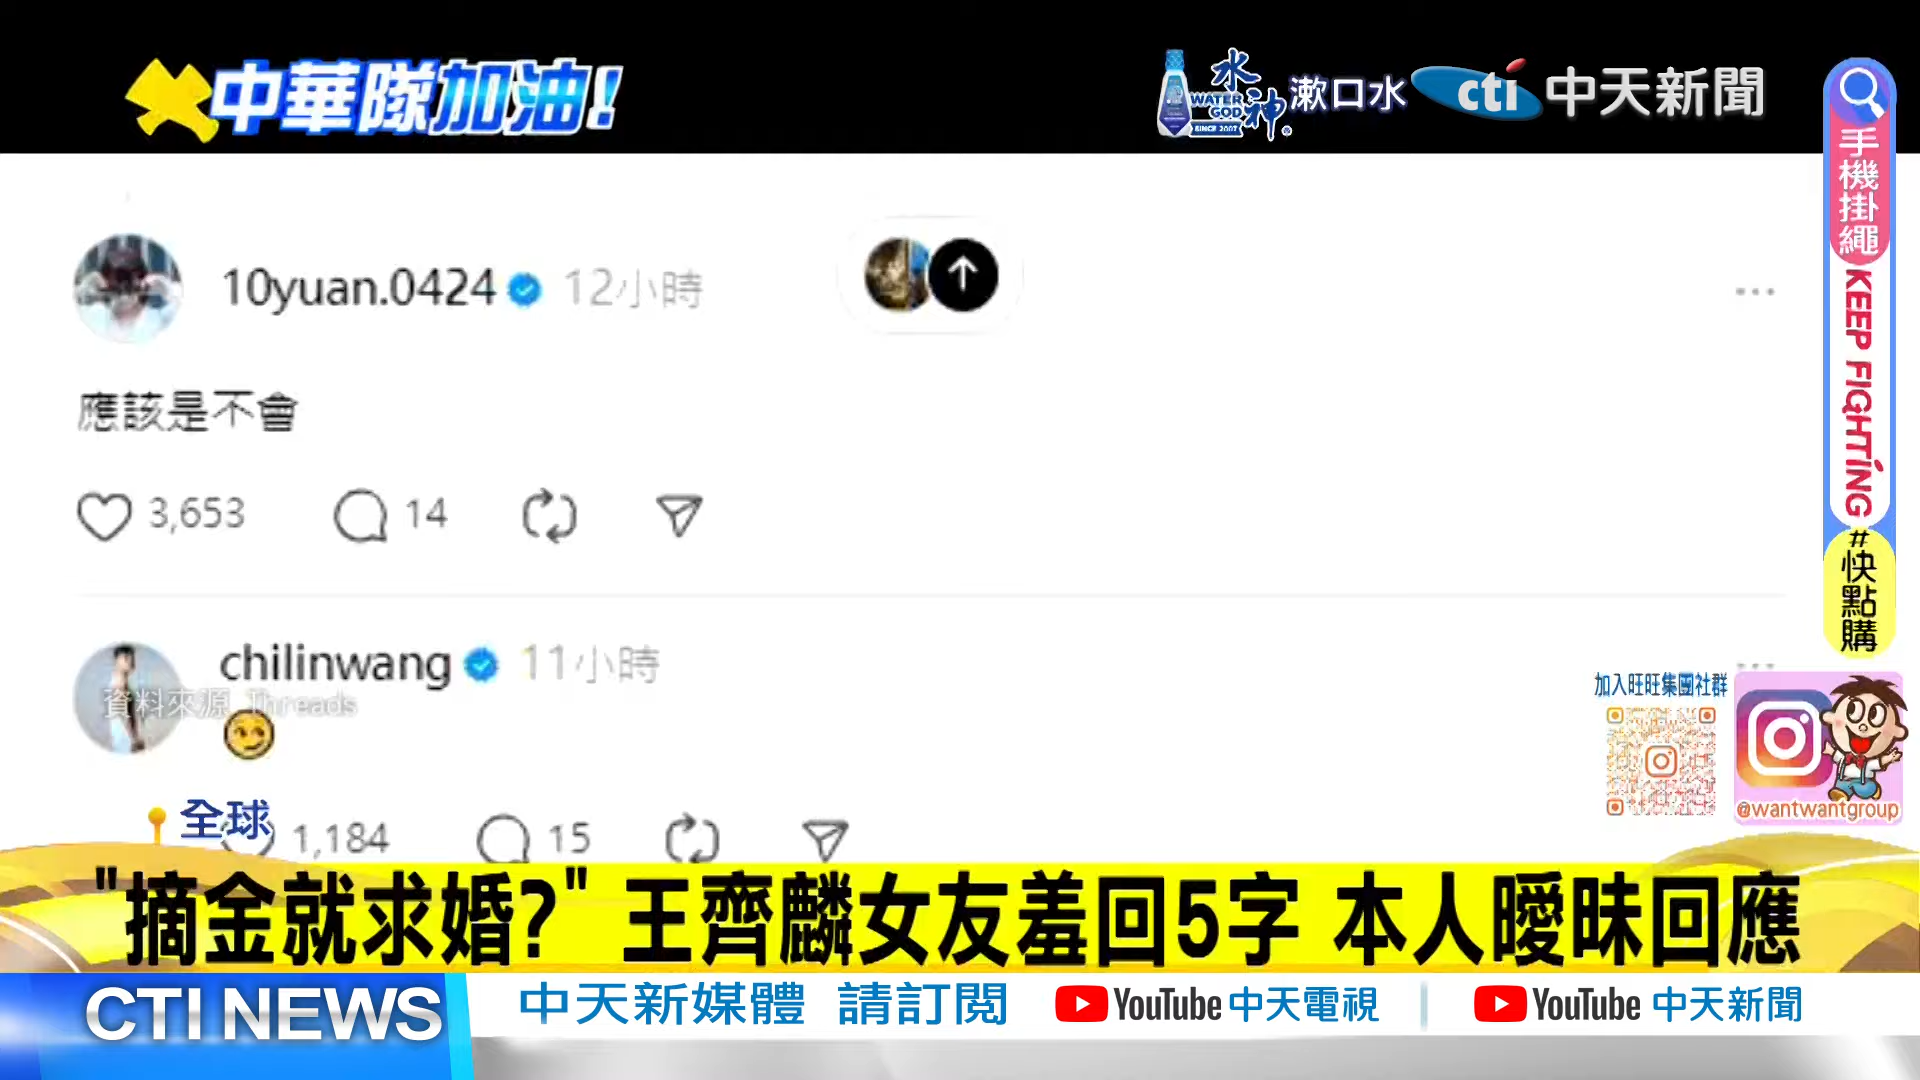 中華隊加油!
水神
WATER GOD
SINCE 2007
漱口水
cti 中天新聞
手機掛繩
KEEP FIGHTING
#快點購
10yuan.0424 12小時
應該是不會
3,653 14
chilinwang 11小時
資料來源 Threads
全球
1,184 15
加入旺旺集團社群
@wantwantgroup
"摘金就求婚?" 王齊麟女友羞回5字 本人曖昧回應
CTI NEWS
中天新媒體 請訂閱 YouTube 中天電視 YouTube 中天新聞